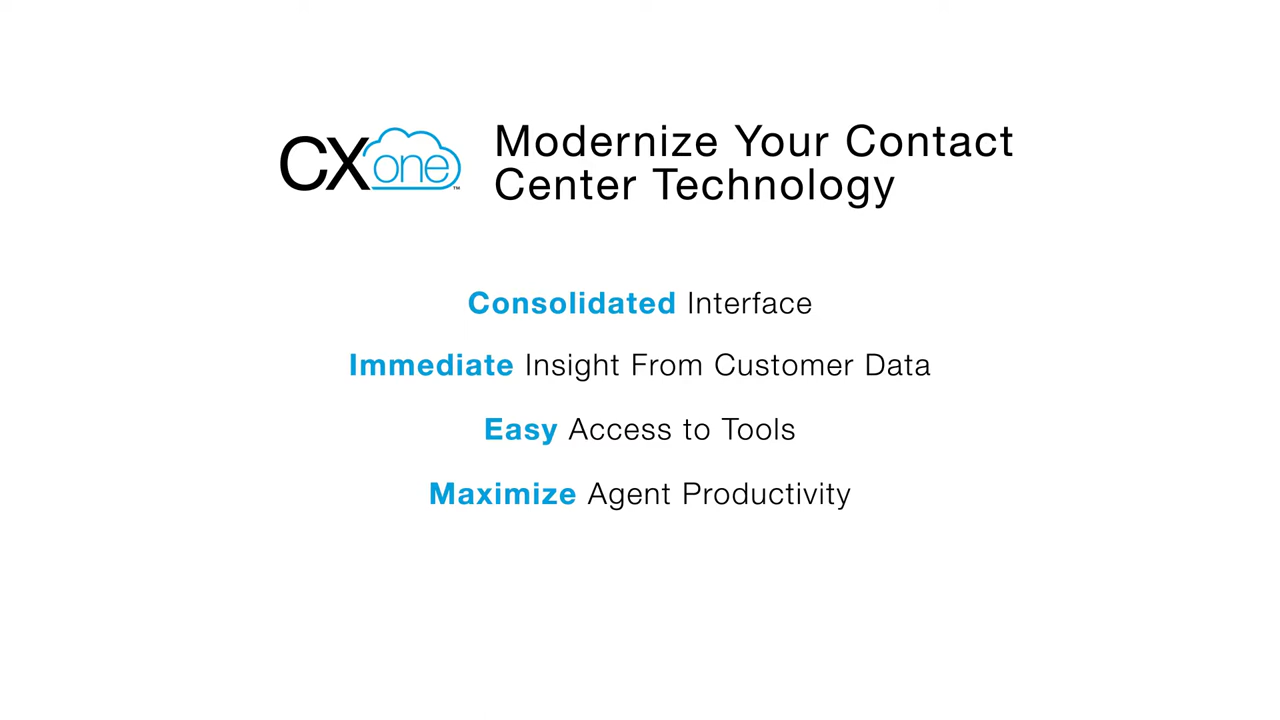 CXone™
Modernize Your Contact
Center Technology
Consolidated Interface
Immediate Insight From Customer Data
Easy Access to Tools
Maximize Agent Productivity